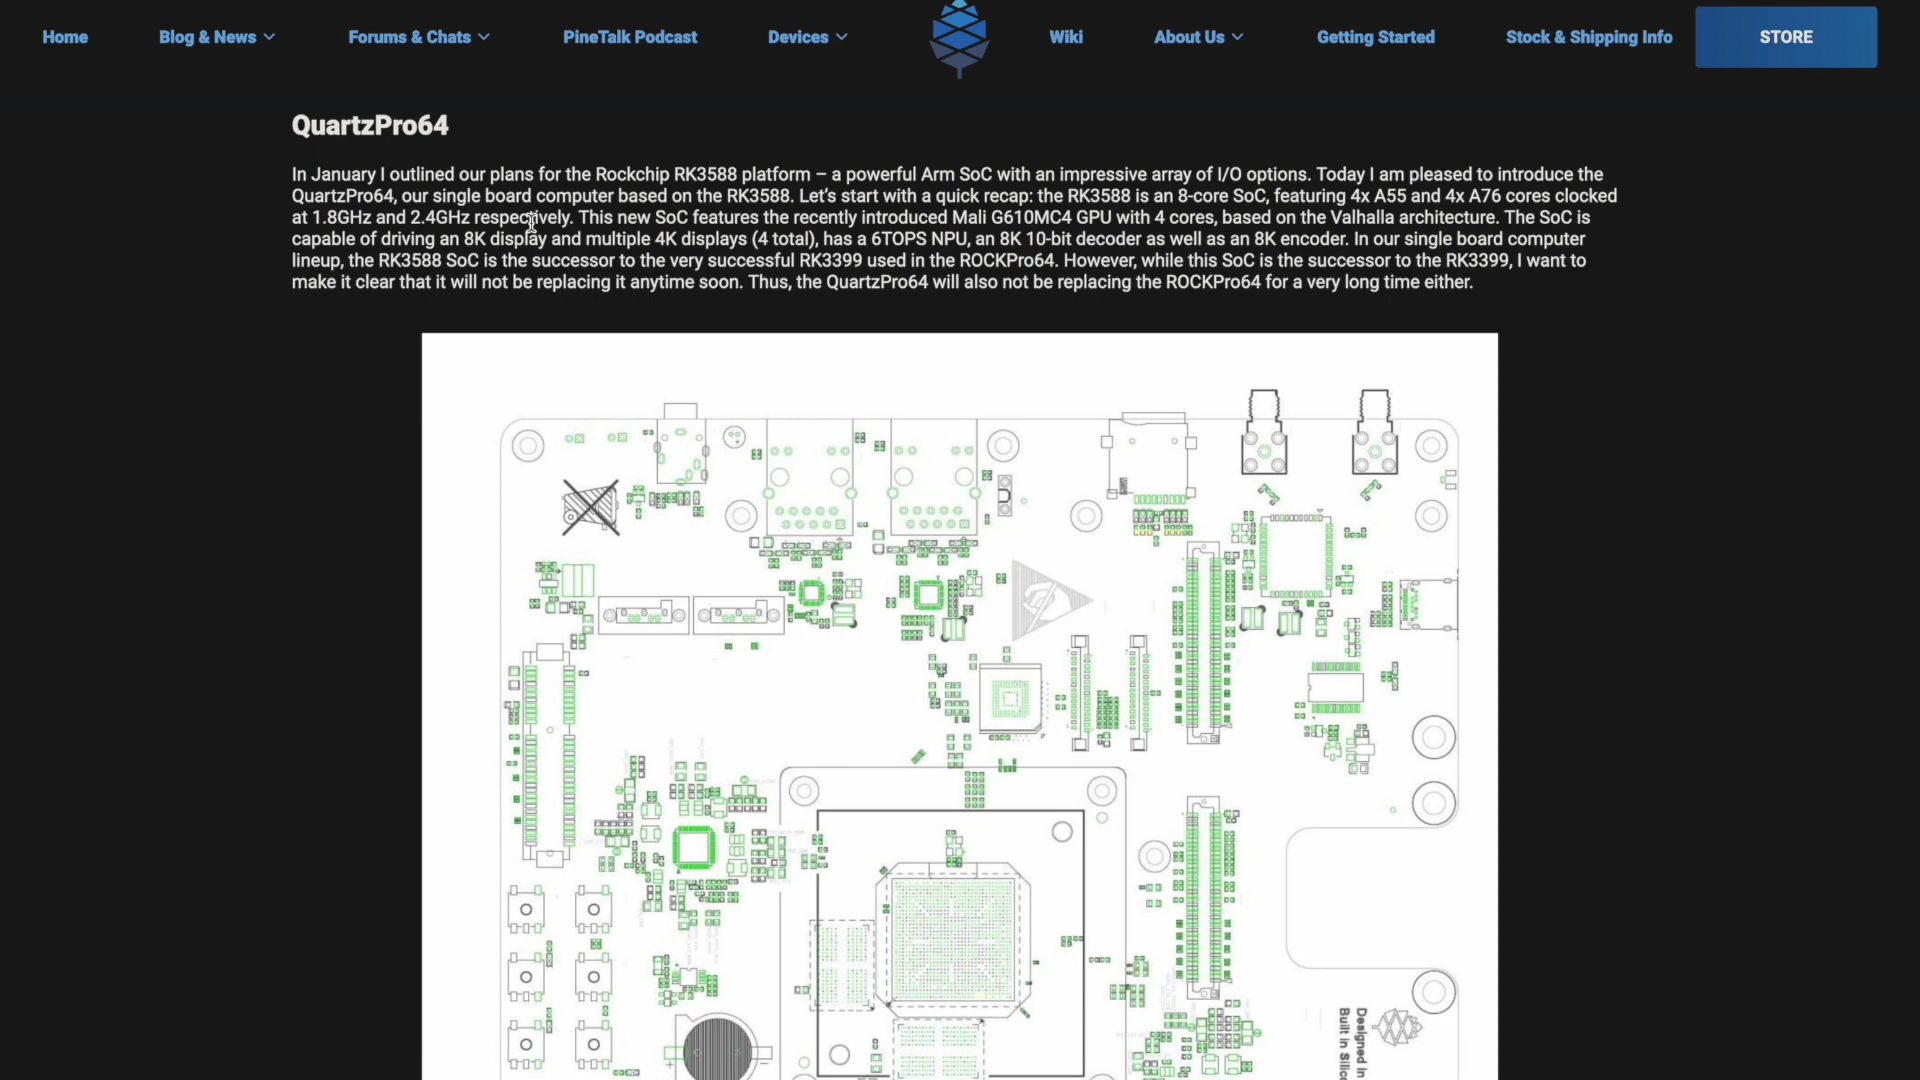 Home
Blog & News
Forums & Chats
PineTalk Podcast
Devices
Wiki
About Us
Getting Started
Stock & Shipping Info
STORE
QuartzPro64
In January I outlined our plans for the Rockchip RK3588 platform – a powerful Arm SoC with an impressive array of I/O options. Today I am pleased to introduce the
QuartzPro64, our single board computer based on the RK3588. Let’s start with a quick recap: the RK3588 is an 8-core SoC, featuring 4x A55 and 4x A76 cores clocked
at 1.8GHz and 2.4GHz respectively. This new SoC features the recently introduced Mali G610MC4 GPU with 4 cores, based on the Valhalla architecture. The SoC is
capable of driving an 8K display and multiple 4K displays (4 total), has a 6TOPS NPU, an 8K 10-bit decoder as well as an 8K encoder. In our single board computer
lineup, the RK3588 SoC is the successor to the very successful RK3399 used in the ROCKPro64. However, while this SoC is the successor to the RK3399, I want to
make it clear that it will not be replacing it anytime soon. Thus, the QuartzPro64 will also not be replacing the ROCKPro64 for a very long time either.
Designed in
Built in